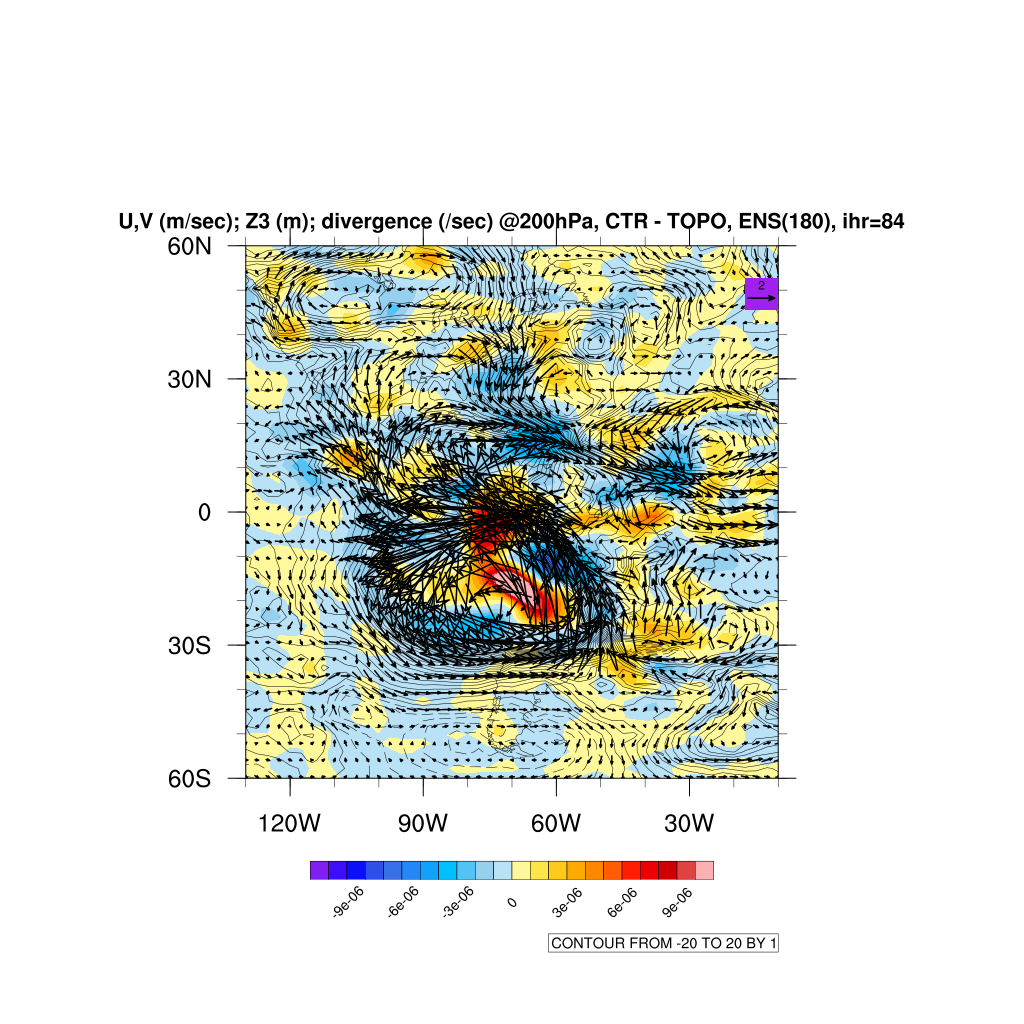 U,V (m/sec); Z3 (m); divergence (/sec) @200hPa, CTR - TOPO, ENS(180), ihr=84
60N
2
30N
0
30S
60S
120W 90W 60W 30W
-9e-06 -6e-06 -3e-06 0 3e-06 6e-06 9e-06
CONTOUR FROM -20 TO 20 BY 1